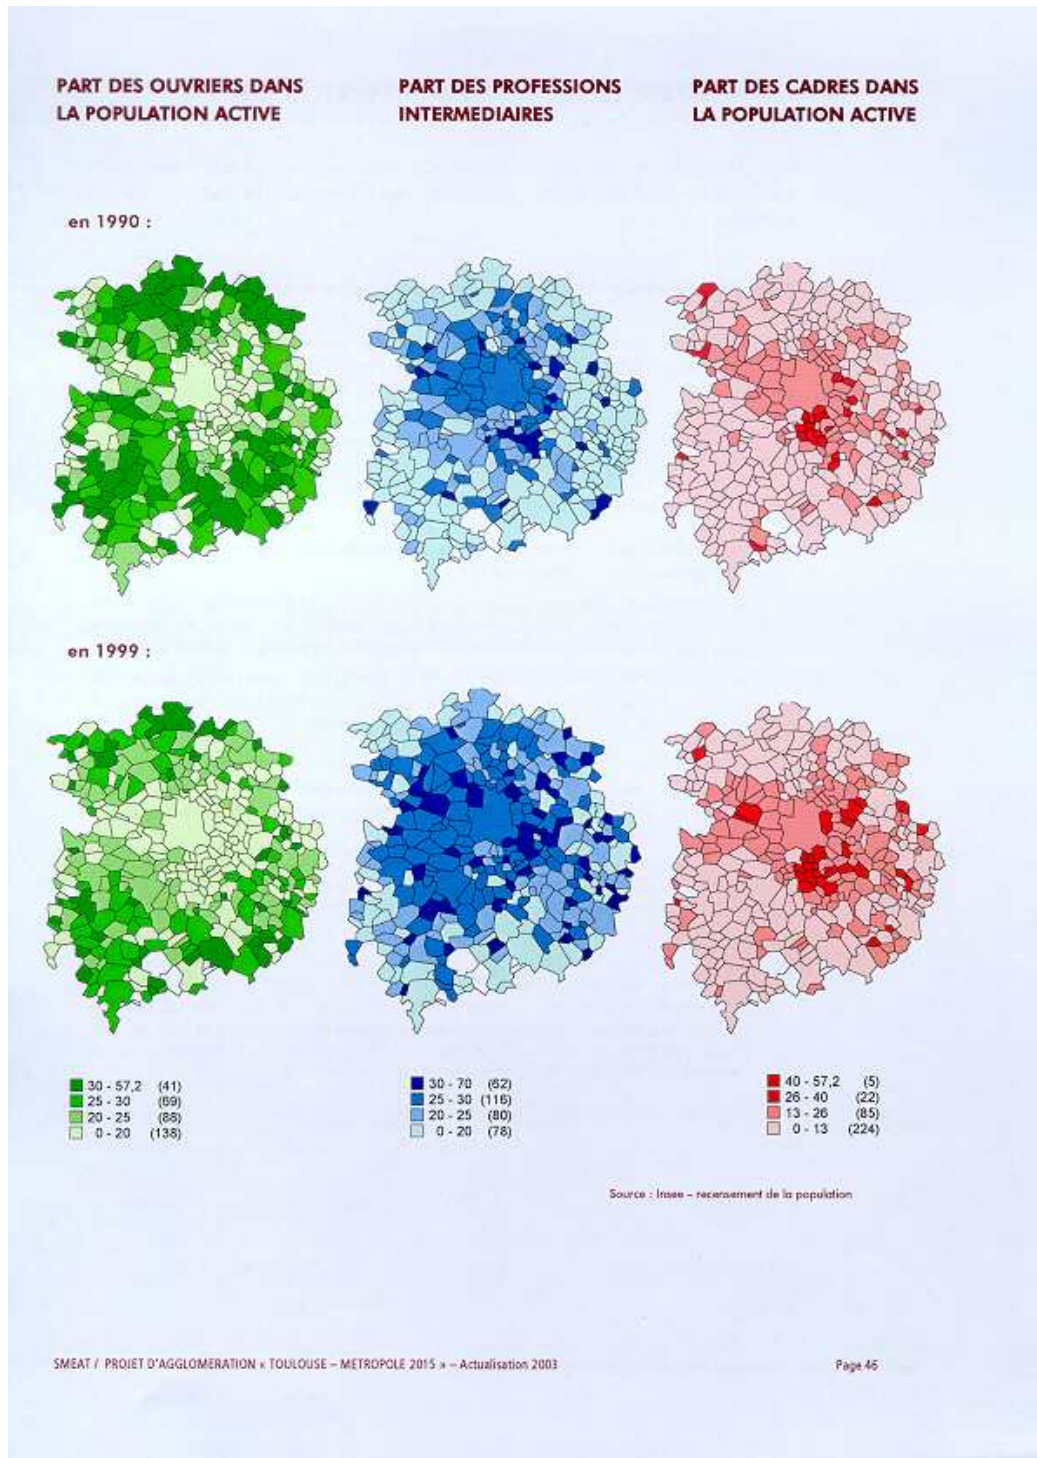 PART DES OUVRIERS DANS
LA POPULATION ACTIVE
PART DES PROFESSIONS
INTERMEDIAIRES
PART DES CADRES DANS
LA POPULATION ACTIVE
en 1990 :
en 1999 :
30 - 57,2 (41)
25 - 30 (69)
20 - 25 (88)
0 - 20 (138)
30 - 70 (62)
25 - 30 (116)
20 - 25 (80)
0 - 20 (78)
40 - 57,2 (5)
26 - 40 (22)
13 - 26 (85)
0 - 13 (224)
Source : Insee – recensement de la population
SMEAT / PROJET D'AGGLOMERATION « TOULOUSE – METROPOLE 2015 » – Actualisation 2003
Page 46